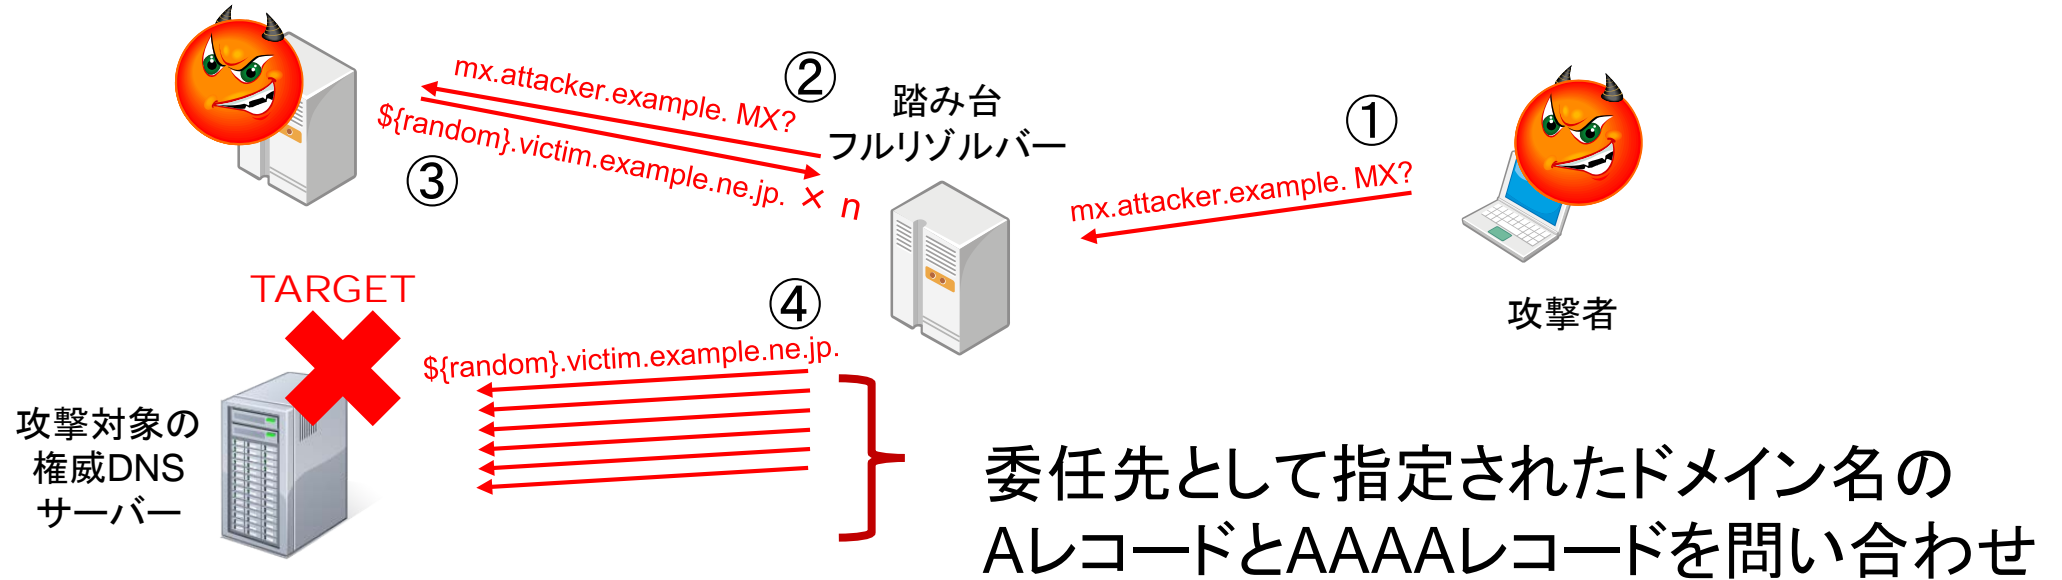 ②
mx.attacker.example. MX?
踏み台
フルリゾルバー
①
mx.attacker.example. MX?
${random}.victim.example.ne.jp. × n
③
TARGET
④
${random}.victim.example.ne.jp.
攻撃者
攻撃対象の
権威DNS
サーバー
委任先として指定されたドメイン名の
AレコードとAAAAレコードを問い合わせ